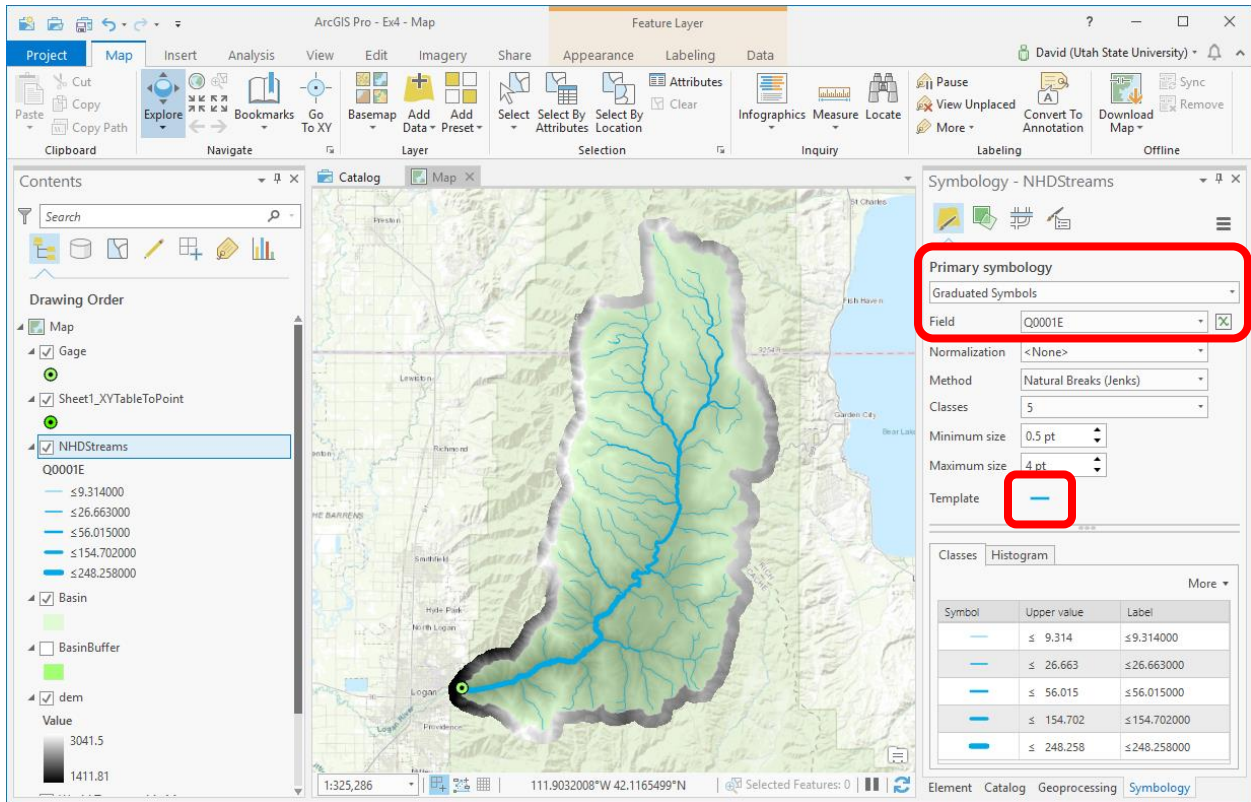 ArcGIS Pro - Ex4 - Map
Feature Layer
?
Project Map Insert Analysis View Edit Imagery Share Appearance Labeling Data
David (Utah State University)
Paste
Cut
Copy
Copy Path
Clipboard
Explore
Bookmarks
Go To XY
Navigate
Basemap
Add Data
Add Preset
Layer
Select
Select By Attributes
Select By Location
Attributes
Clear
Selection
Infographics
Measure
Locate
Inquiry
Pause
View Unplaced
More
Convert To Annotation
Labeling
Download Map
Sync
Remove
Offline
Contents
Search
Drawing Order
Map
Gage
Sheet1_XYTableToPoint
NHDStreams
Q0001E
≤9.314000
≤26.663000
≤56.015000
≤154.702000
≤248.258000
Basin
BasinBuffer
dem
Value
3041.5
1411.81
Catalog
Map
Preston
St Charles
Fish Haven
9254 ft
Lewiston
Garden City
Bear Lake
Richmond
Smithfield
Hyde Park
North Logan
RICH
CACHE
Logan
Logan River
Providence
1:325,286
111.9032008°W 42.1165499°N
Selected Features: 0
Symbology - NHDStreams
Primary symbology
Graduated Symbols
Field Q0001E
Normalization <None>
Method Natural Breaks (Jenks)
Classes 5
Minimum size 0.5 pt
Maximum size 4 pt
Template
Classes Histogram
More
Symbol Upper value Label
≤ 9.314 ≤9.314000
≤ 26.663 ≤26.663000
≤ 56.015 ≤56.015000
≤ 154.702 ≤154.702000
≤ 248.258 ≤248.258000
Element Catalog Geoprocessing Symbology